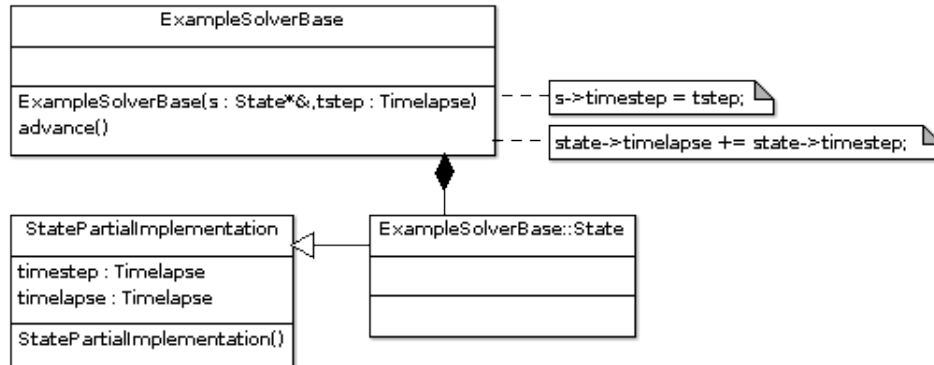 ExampleSolverBase
ExampleSolverBase(s : State*&,tstep : Timelapse)
advance()
s->timestep = tstep;
state->timelapse += state->timestep;
StatePartialImplementation
timestep : Timelapse
timelapse : Timelapse
StatePartialImplementation()
ExampleSolverBase::State